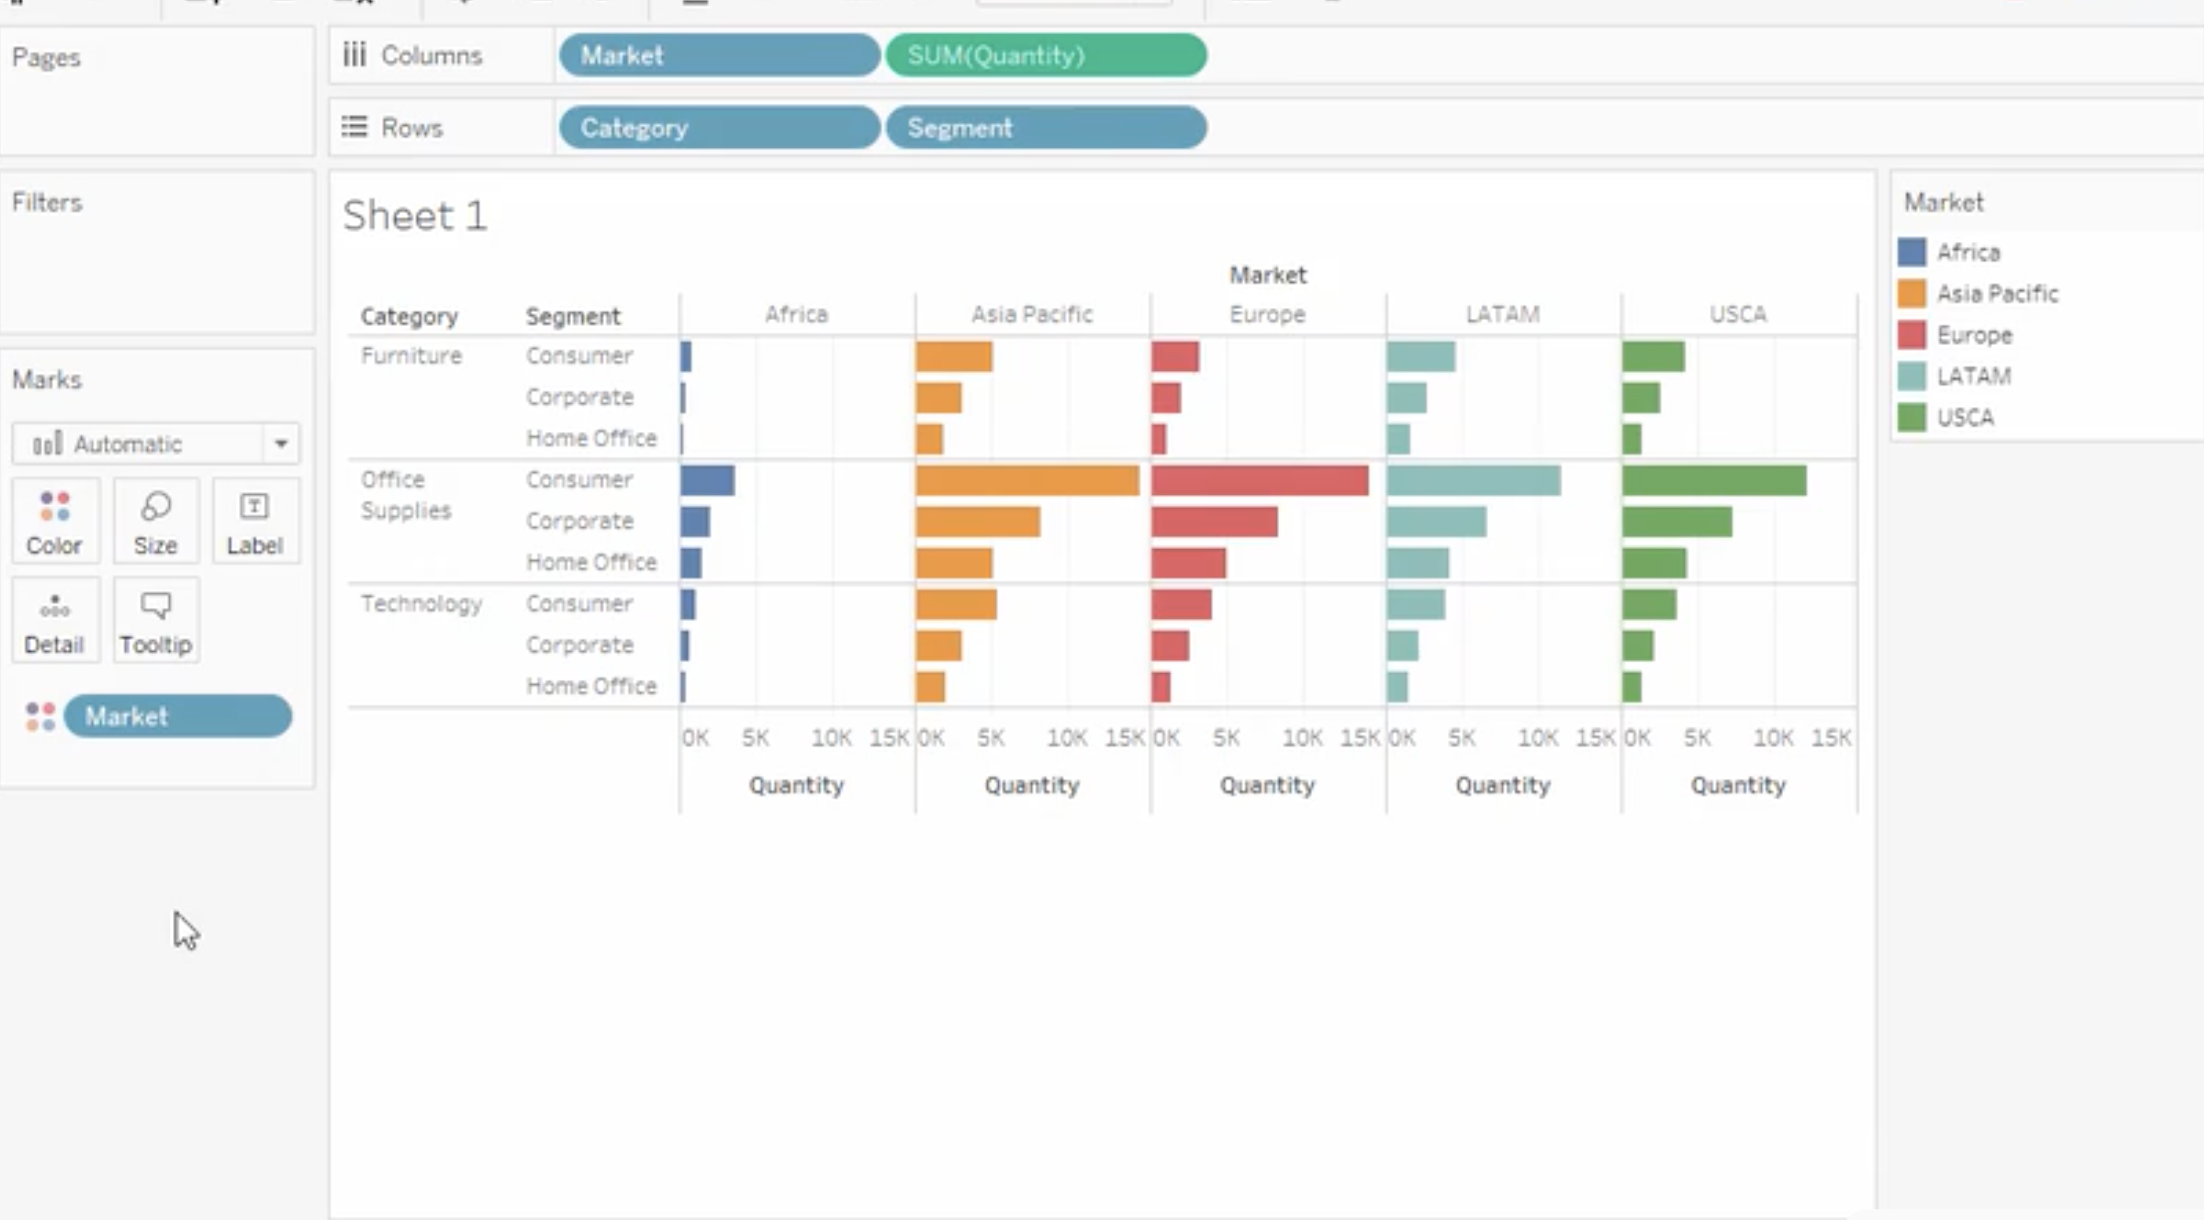 Pages
Columns Market SUM(Quantity)
Rows Category Segment
Filters
Sheet 1
Market
Africa
Asia Pacific
Europe
LATAM
USCA
Market
Category Segment Africa Asia Pacific Europe LATAM USCA
Furniture Consumer
Corporate
Home Office
Office Supplies Consumer
Corporate
Home Office
Technology Consumer
Corporate
Home Office
0K 5K 10K 15K 0K 5K 10K 15K 0K 5K 10K 15K 0K 5K 10K 15K 0K 5K 10K 15K
Quantity Quantity Quantity Quantity Quantity
Marks
Automatic
Color Size Label
Detail Tooltip
Market